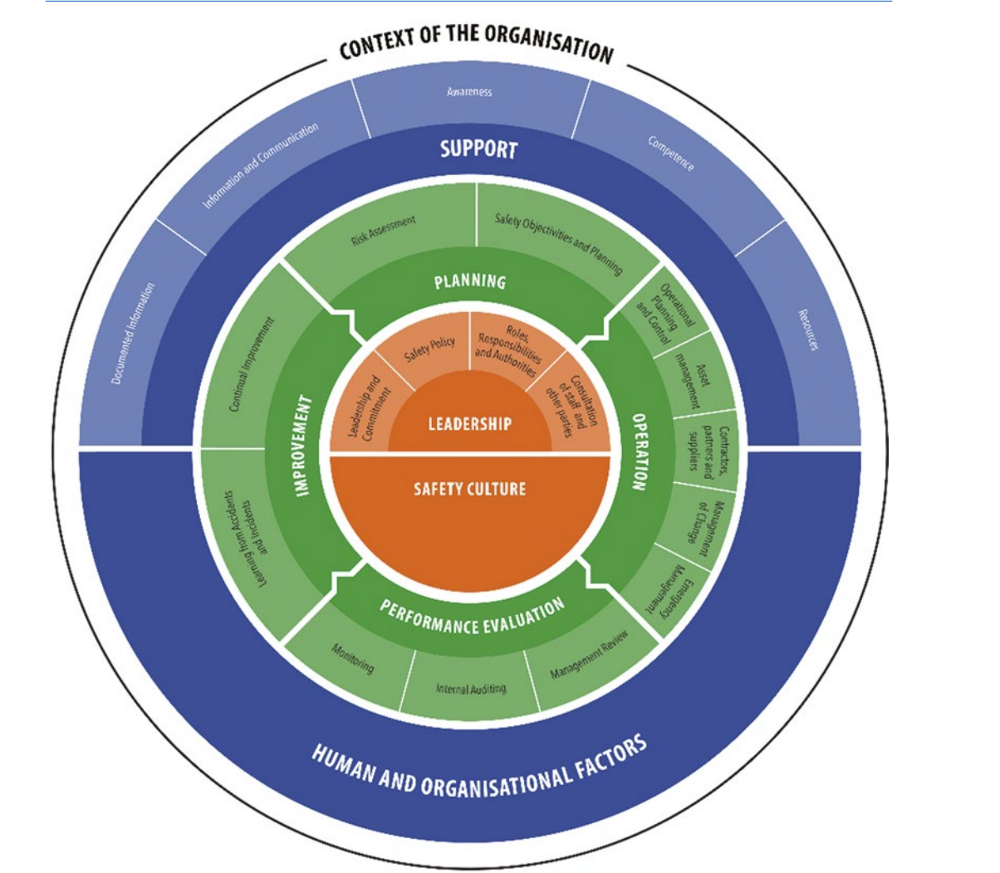 CONTEXT OF THE ORGANISATION
Awareness
Information and Communication
Competence
Documented Information
Resources
SUPPORT
Risk Assessment
Safety Objectivities and Planning
PLANNING
Operational
Planning
and Control
Asset
management
Contractors,
partners and
suppliers
Management
of Change
Emergency
Management
OPERATION
Continual Improvement
Learning from Accidents
and Incidents
IMPROVEMENT
Leadership and
Commitment
Safety Policy
Roles,
Responsibilities
and Authorities
Consultation
of staff and
other parties
LEADERSHIP
SAFETY CULTURE
PERFORMANCE EVALUATION
Monitoring
Internal Auditing
Management Review
HUMAN AND ORGANISATIONAL FACTORS